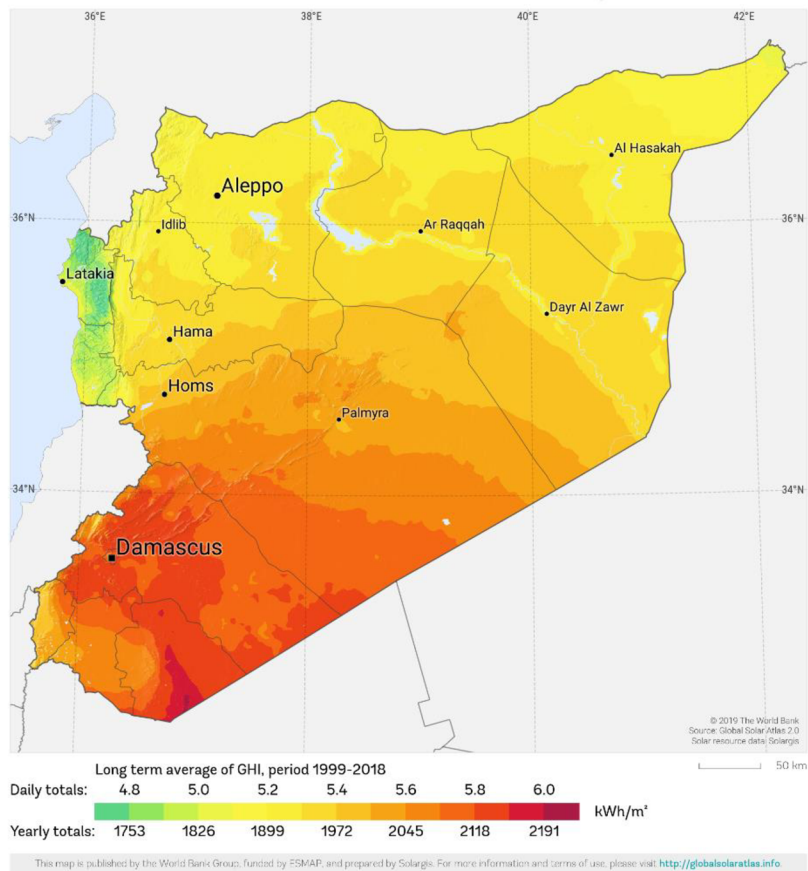 36°E 38°E 40°E 42°E
Al Hasakah
Aleppo
36°N 36°N
Idlib
Ar Raqqah
Latakia
Dayr Al Zawr
Hama
Homs
Palmyra
34°N 34°N
Damascus
© 2019 The World Bank
Source: Global Solar Atlas 2.0
Solar resource data: Solargis
50 km
Long term average of GHI, period 1999-2018
Daily totals: 4.8 5.0 5.2 5.4 5.6 5.8 6.0
kWh/m²
Yearly totals: 1753 1826 1899 1972 2045 2118 2191
This map is published by the World Bank Group, funded by ESMAP, and prepared by Solargis. For more information and terms of use, please visit http://globalsolaratlas.info.